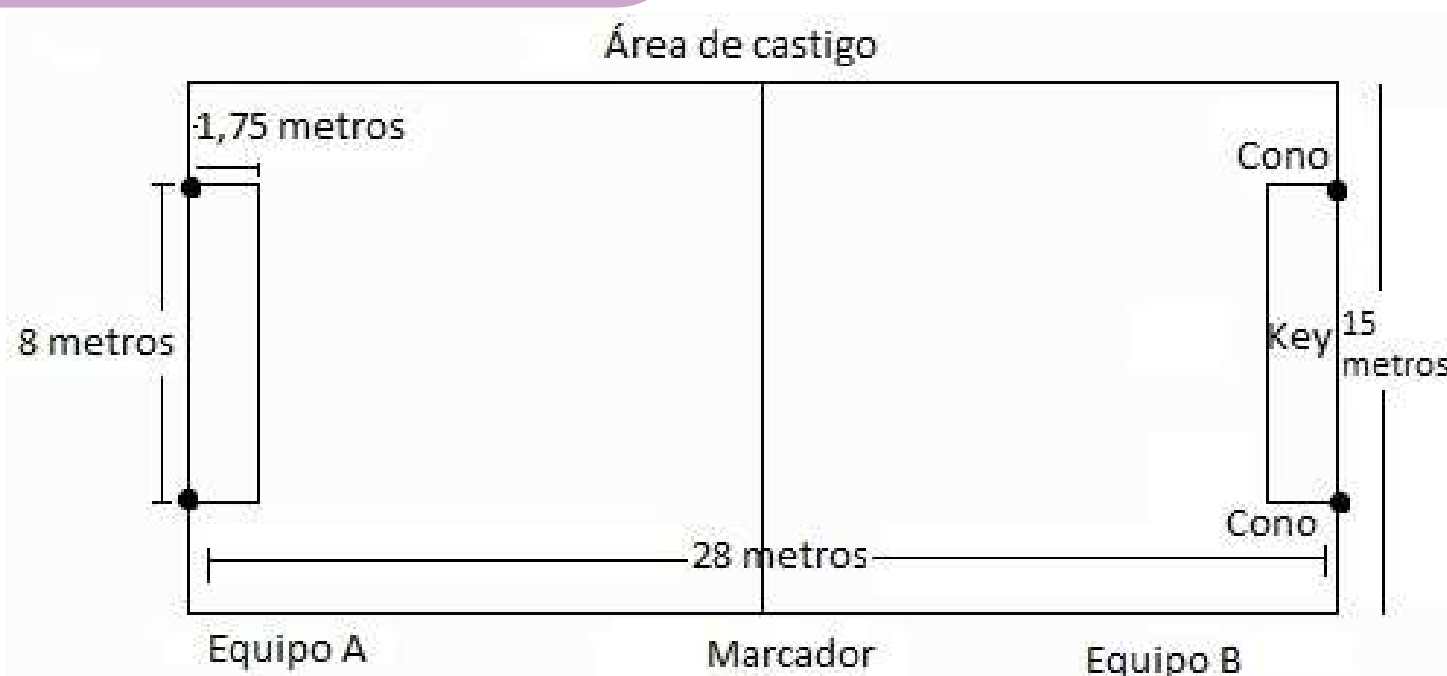 Área de castigo
1,75 metros
Cono
8 metros
Key
15
metros
Cono
28 metros
Equipo A
Marcador
Equipo B